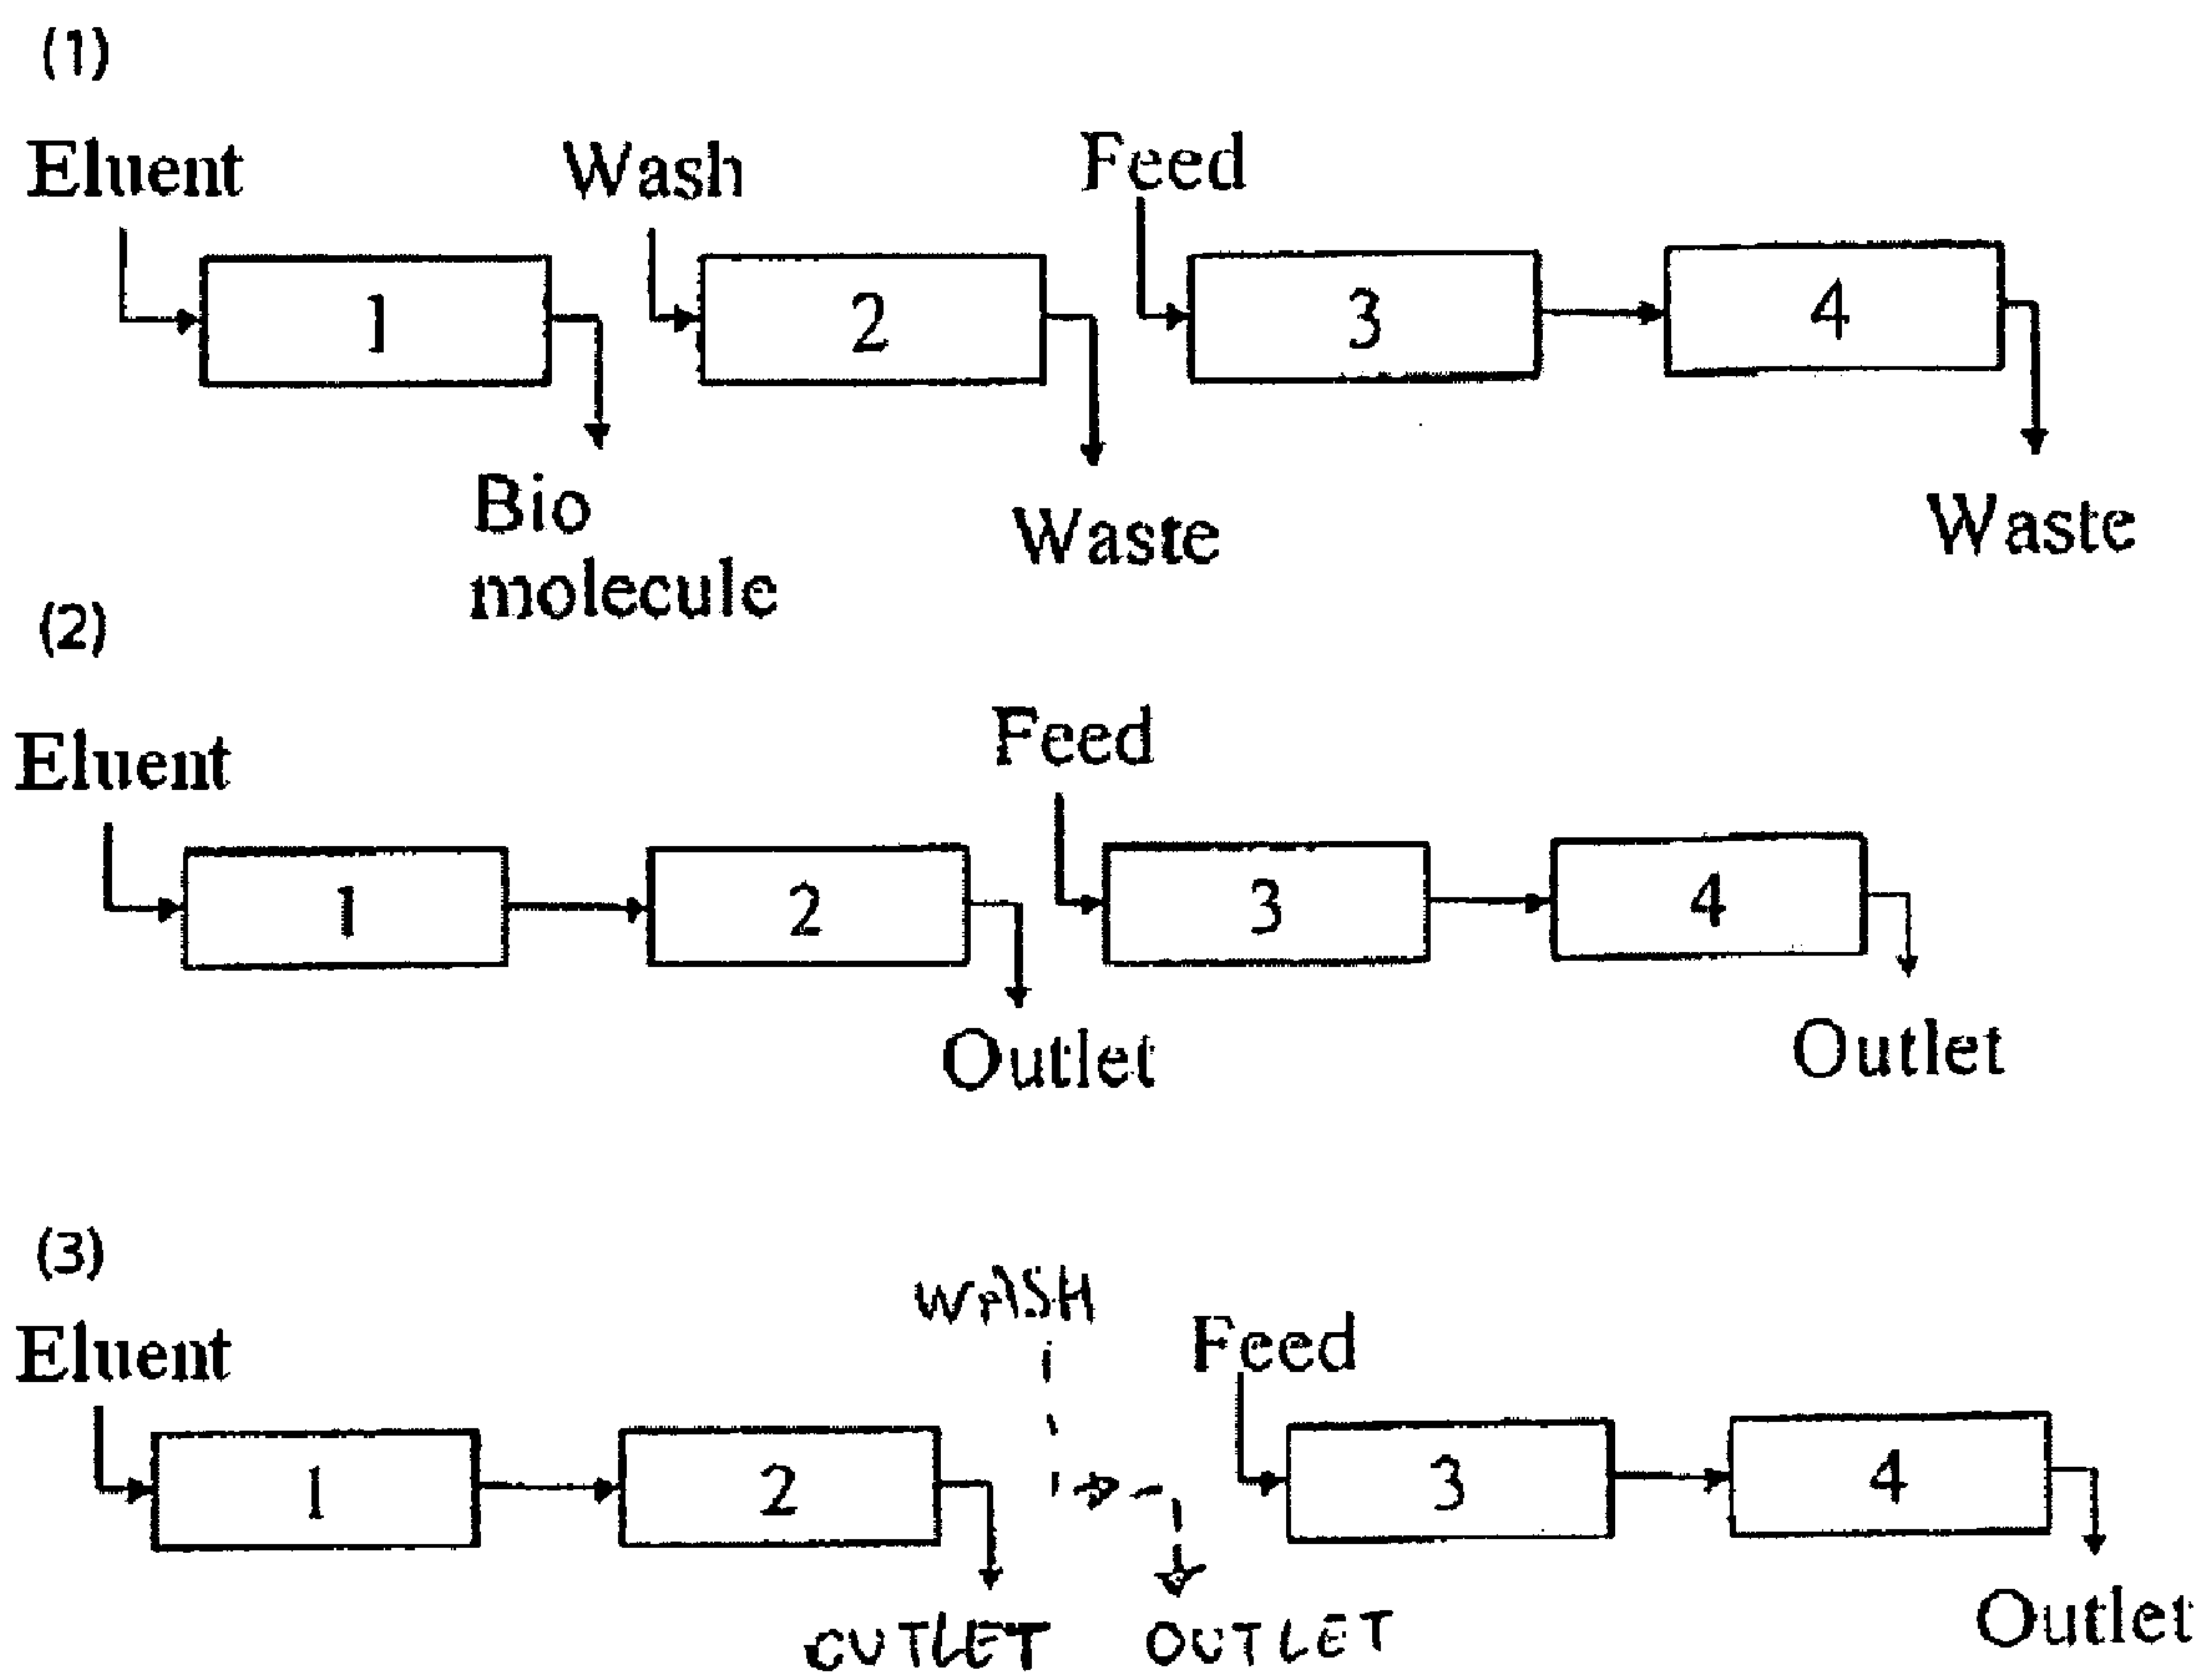 (1)
Eluent Wash Feed
1 2 3 4
Bio
molecule
Waste
Waste
(2)
Eluent
Feed
1 2 3 4
Outlet
Outlet
(3)
WASH
Eluent
Feed
1 2 3 4
OUTLET OUTLET
Outlet